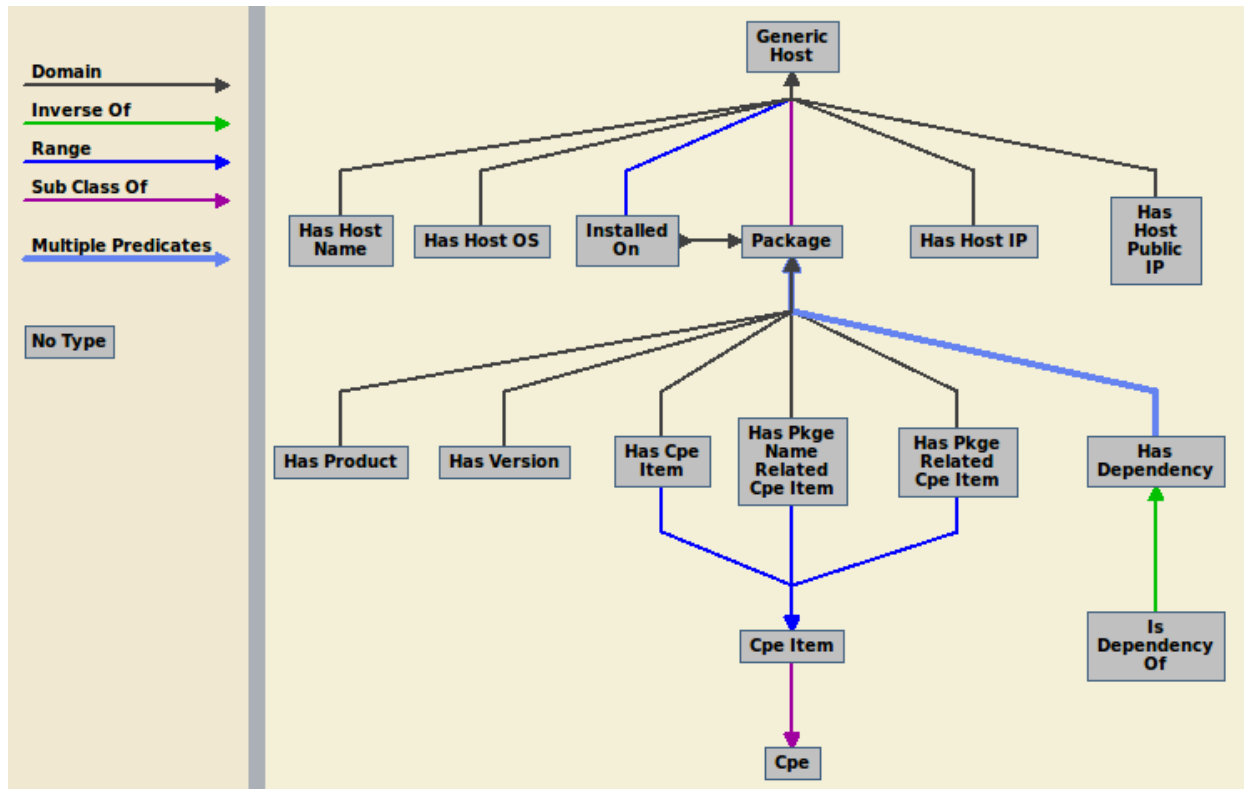 Domain
Inverse Of
Range
Sub Class Of
Multiple Predicates
No Type
Generic
Host
Has Host
Name
Has Host OS
Installed
On
Package
Has Host IP
Has
Host
Public
IP
Has Product
Has Version
Has Cpe
Item
Has Pkge
Name
Related
Cpe Item
Has Pkge
Related
Cpe Item
Has
Dependency
Cpe Item
Is
Dependency
Of
Cpe